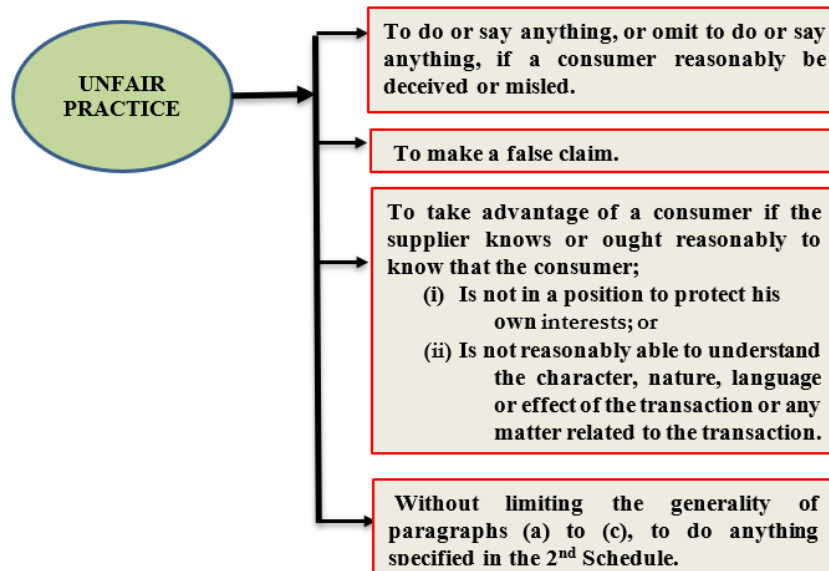 UNFAIR
PRACTICE
To do or say anything, or omit to do or say
anything, if a consumer reasonably be
deceived or misled.
To make a false claim.
To take advantage of a consumer if the
supplier knows or ought reasonably to
know that the consumer;
(i) Is not in a position to protect his
own interests; or
(ii) Is not reasonably able to understand
the character, nature, language
or effect of the transaction or any
matter related to the transaction.
Without limiting the generality of
paragraphs (a) to (c), to do anything
specified in the 2nd Schedule.